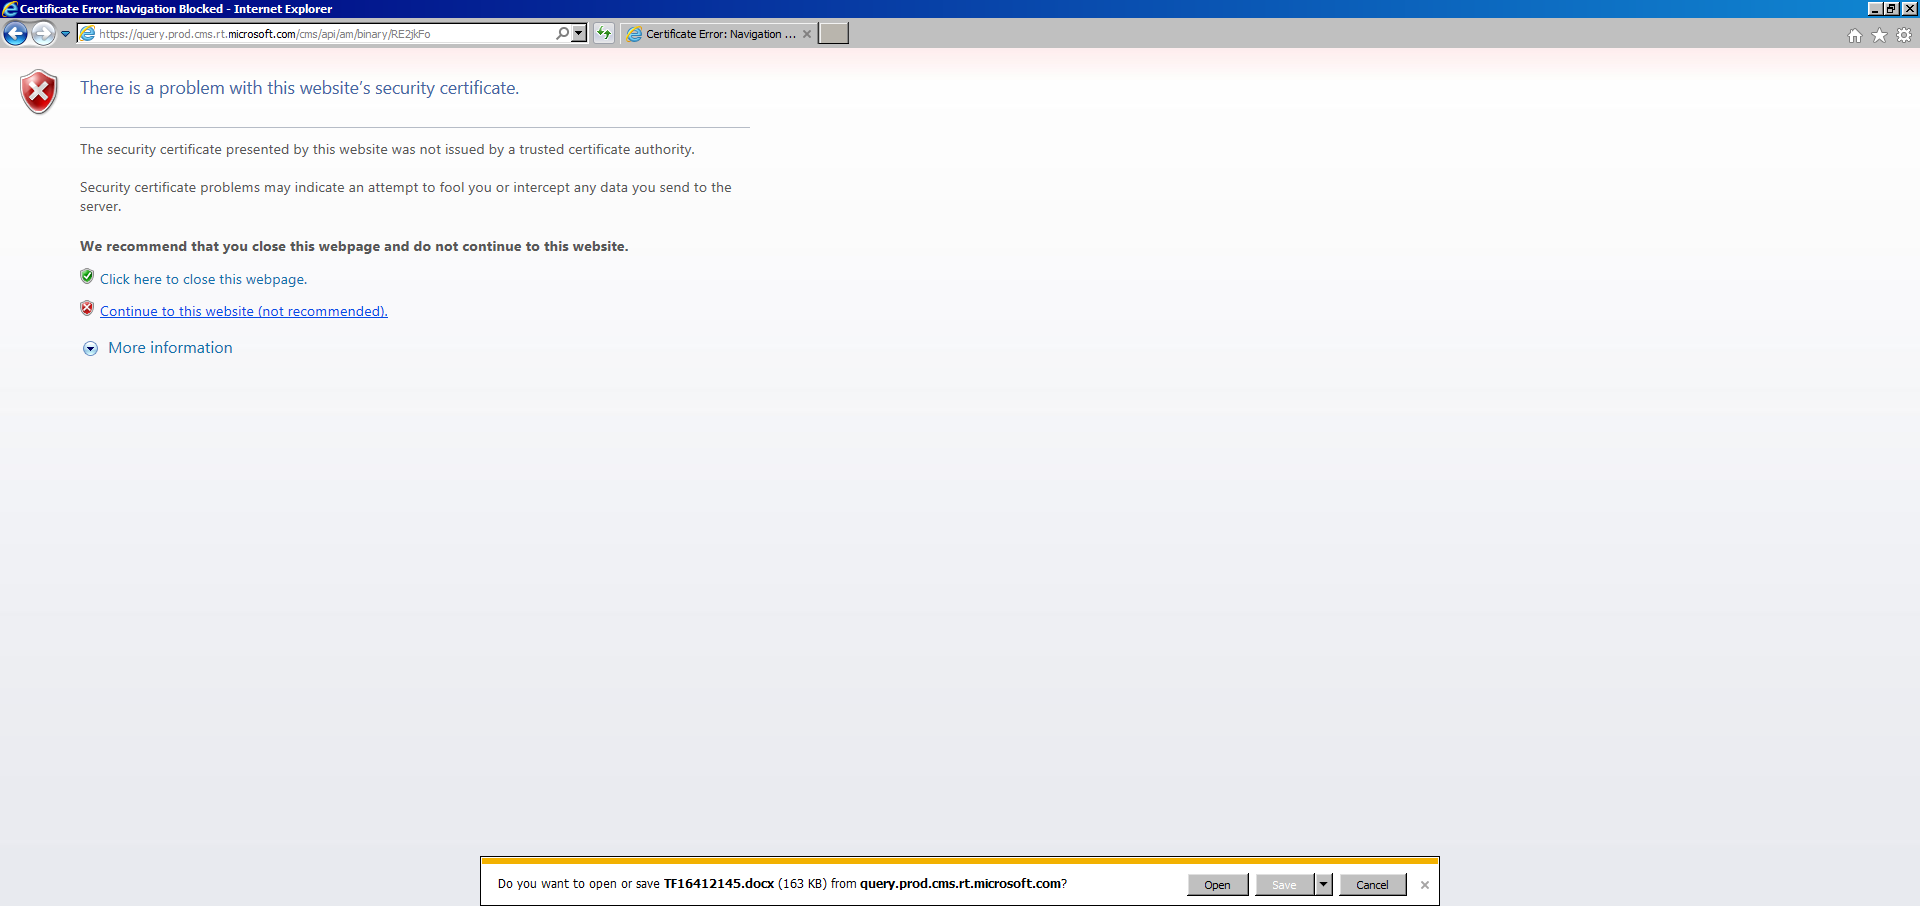 Certificate Error: Navigation Blocked - Internet Explorer
https://query.prod.cms.rt.microsoft.com/cms/api/am/binary/RE2jkFo
Certificate Error: Navigation ...
There is a problem with this website's security certificate.
The security certificate presented by this website was not issued by a trusted certificate authority.
Security certificate problems may indicate an attempt to fool you or intercept any data you send to the
server.
We recommend that you close this webpage and do not continue to this website.
Click here to close this webpage.
Continue to this website (not recommended).
More information
Do you want to open or save TF16412145.docx (163 KB) from query.prod.cms.rt.microsoft.com?
Open
Save
Cancel